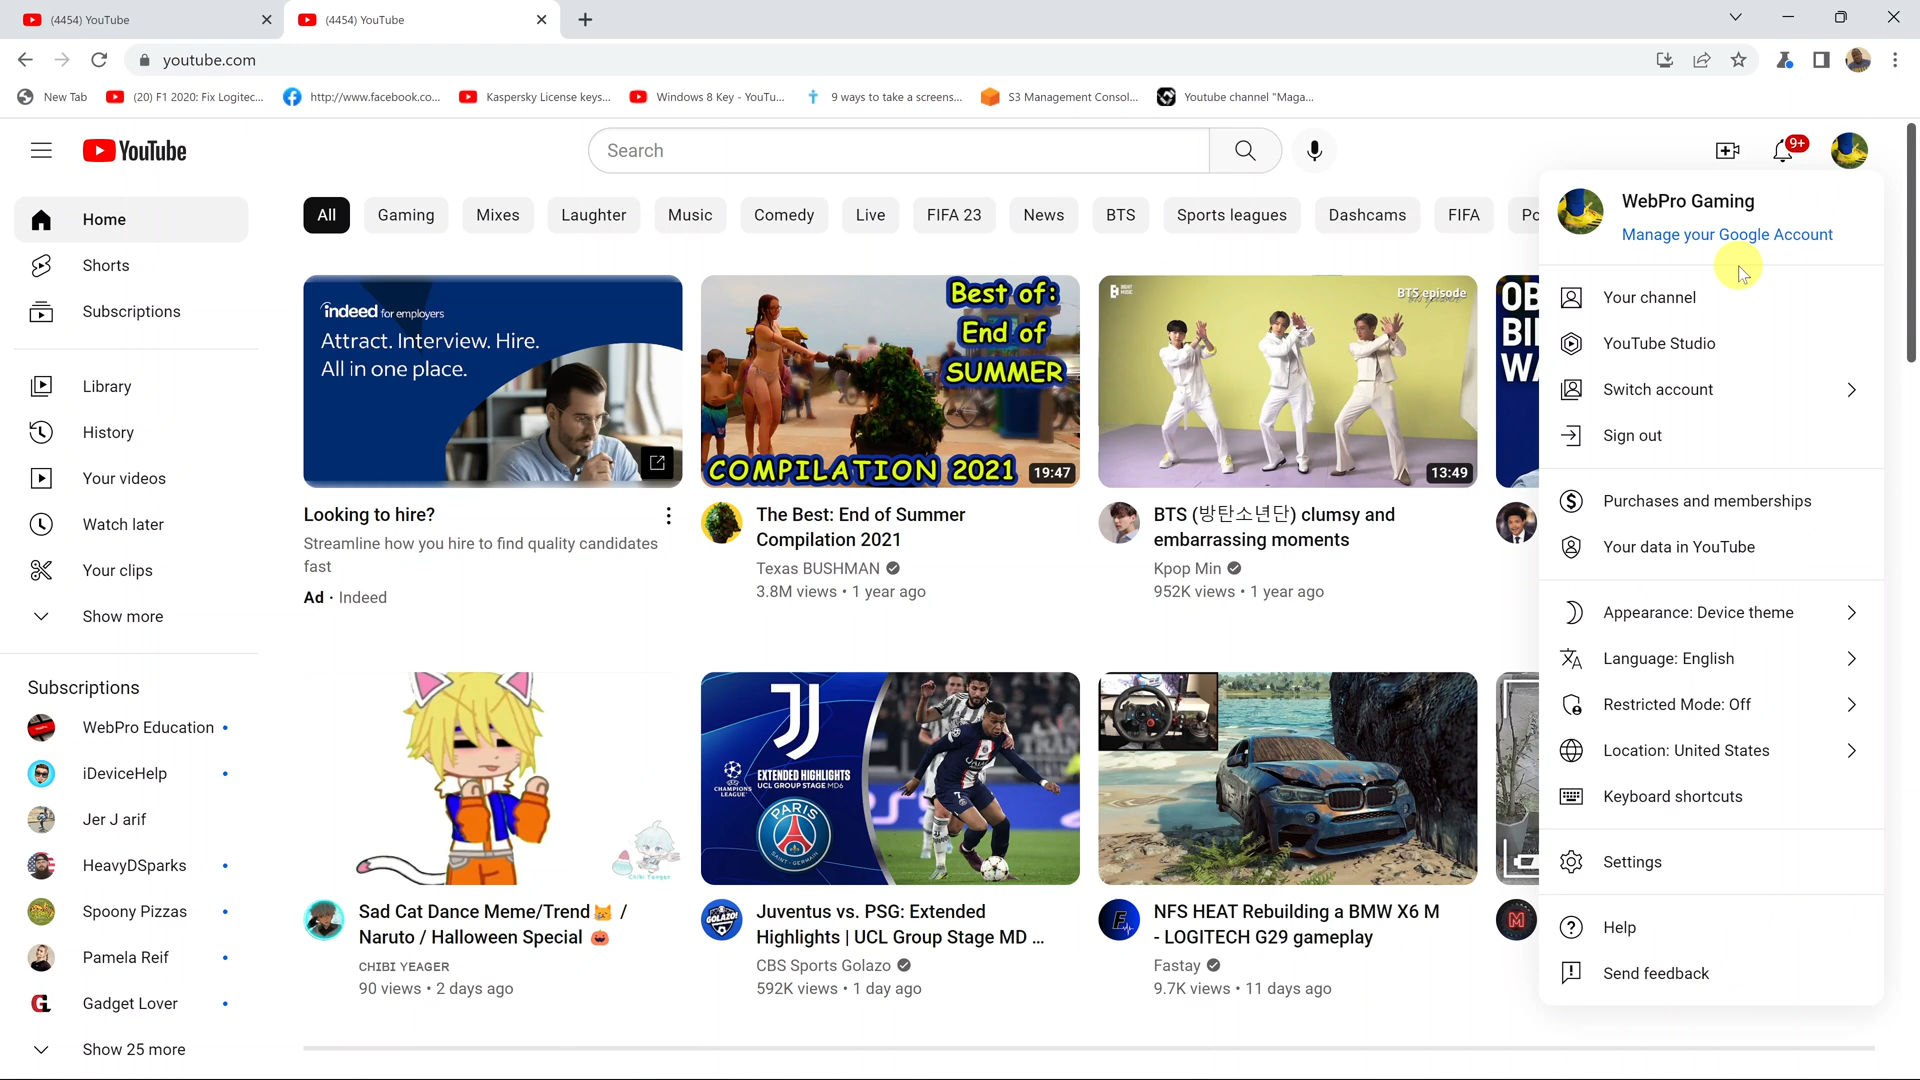 (4454) YouTube
(4454) YouTube
youtube.com
New Tab
(20) F1 2020: Fix Logitec...
http://www.facebook.co...
Kaspersky License keys...
Windows 8 Key - YouTu...
9 ways to take a screens...
S3 Management Consol...
Youtube channel "Maga...
YouTube
Search
9+
Home
Shorts
Subscriptions
Library
History
Your videos
Watch later
Your clips
Show more
Subscriptions
WebPro Education
iDeviceHelp
Jer J arif
HeavyDSparks
Spoony Pizzas
Pamela Reif
Gadget Lover
Show 25 more
All
Gaming
Mixes
Laughter
Music
Comedy
Live
FIFA 23
News
BTS
Sports leagues
Dashcams
FIFA
Po
indeed for employers
Attract. Interview. Hire.
All in one place.
Looking to hire?
Streamline how you hire to find quality candidates
fast
Ad · Indeed
Best of:
End of
SUMMER
COMPILATION 2021
19:47
The Best: End of Summer
Compilation 2021
Texas BUSHMAN
3.8M views • 1 year ago
BTS episode
13:49
BTS (방탄소년단) clumsy and
embarrassing moments
Kpop Min
952K views • 1 year ago
OB
BI
WA
Chibi Yeager
Sad Cat Dance Meme/Trend😹 /
Naruto / Halloween Special 🎃
CHIBI YEAGER
90 views • 2 days ago
CHAMPIONS
LEAGUE
EXTENDED HIGHLIGHTS
UCL GROUP STAGE MD6
PARIS
SAINT-GERMAIN
GOLAZO!
Juventus vs. PSG: Extended
Highlights | UCL Group Stage MD ...
CBS Sports Golazo
592K views • 1 day ago
NFS HEAT Rebuilding a BMW X6 M
- LOGITECH G29 gameplay
Fastay
9.7K views • 11 days ago
WebPro Gaming
Manage your Google Account
Your channel
YouTube Studio
Switch account
Sign out
Purchases and memberships
Your data in YouTube
Appearance: Device theme
Language: English
Restricted Mode: Off
Location: United States
Keyboard shortcuts
Settings
Help
Send feedback